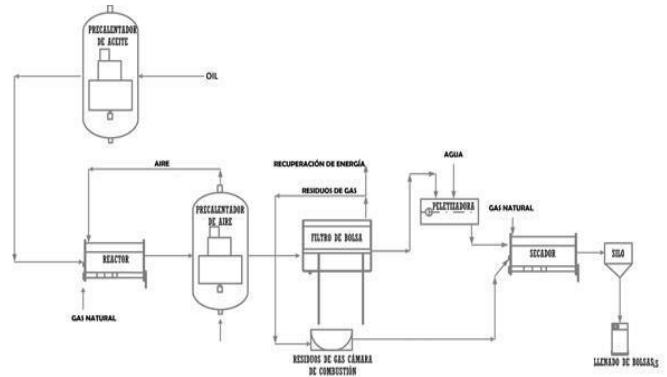 PRECALENTADOR
DE ACEITE
OIL
AIRE
RECUPERACIÓN DE ENERGÍA
AGUA
RESIDUOS DE GAS
PRECALENTADOR
DE AIRE
PELETIZADORA
GAS NATURAL
FILTRO DE BOLSA
REACTOR
SECADOR
SILO
GAS NATURAL
RESIDUOS DE GAS CÁMARA
DE COMBUSTIÓN
LLENADO DE BOLSAS/S